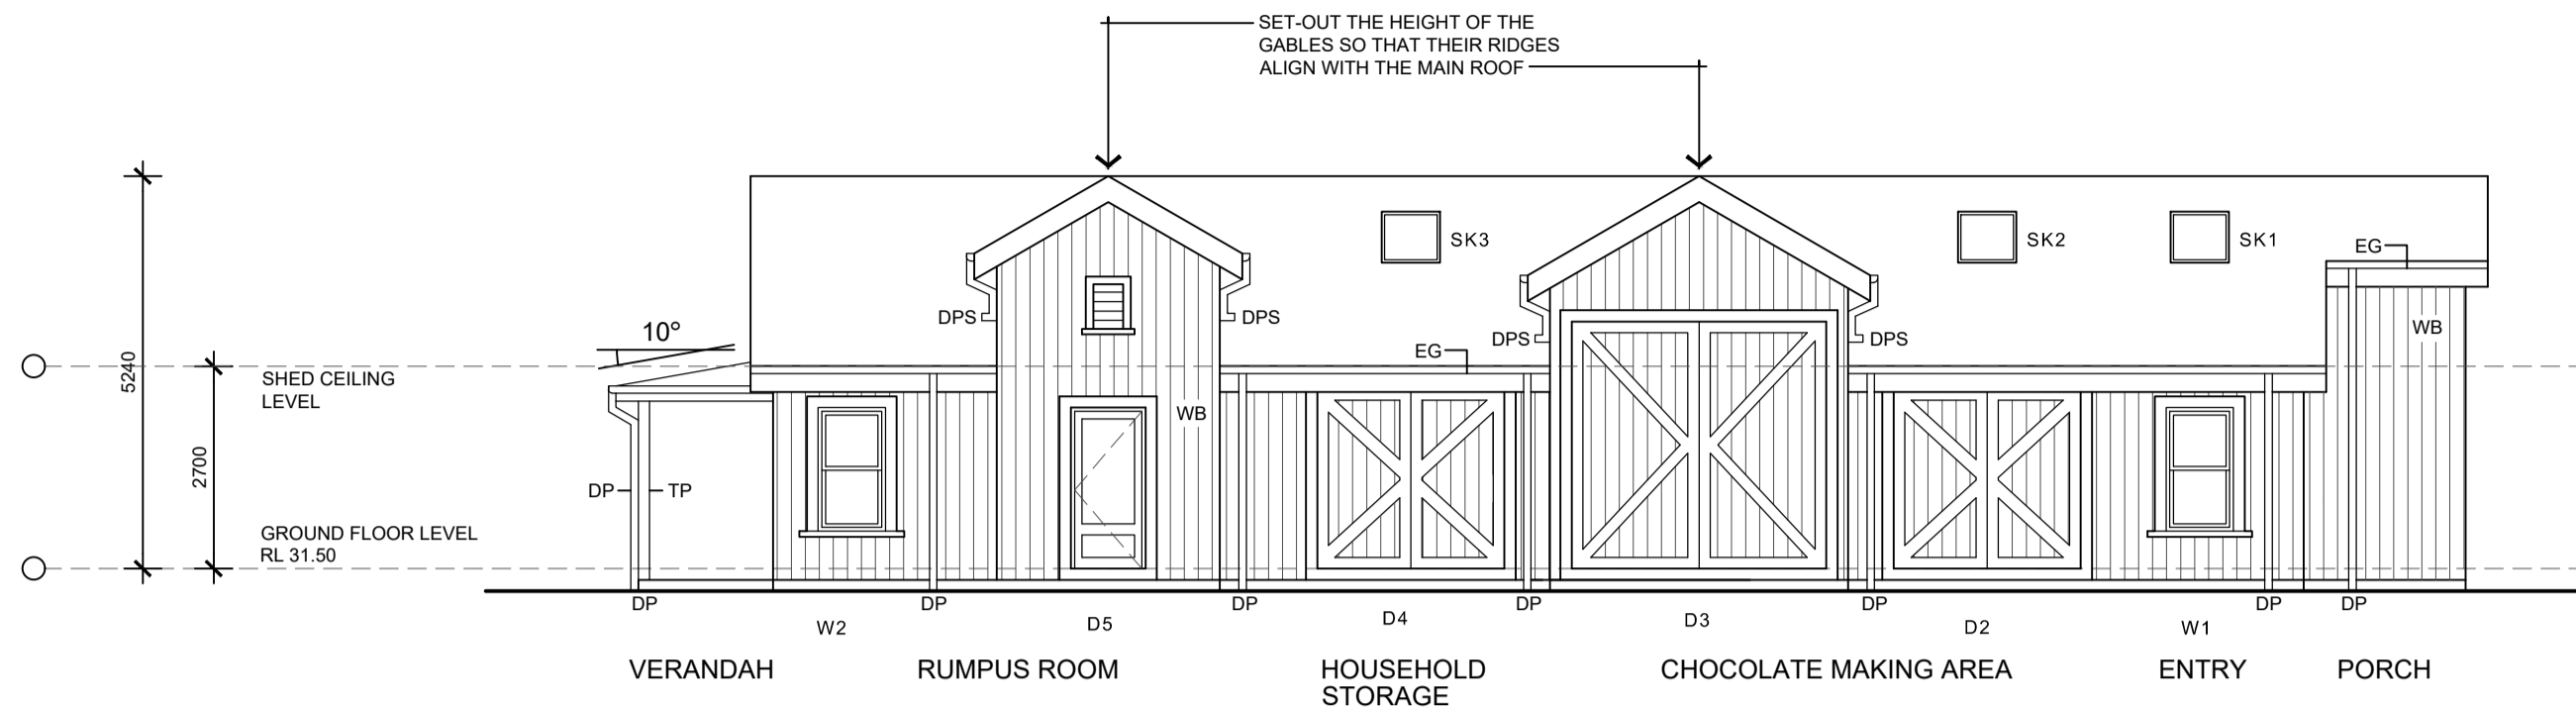 SET-OUT THE HEIGHT OF THE
GABLES SO THAT THEIR RIDGES
ALIGN WITH THE MAIN ROOF
SK3
SK2
SK1
EG
DPS
DPS
DPS
DPS
WB
10°
EG
5240
SHED CEILING
LEVEL
WB
2700
DP
TP
GROUND FLOOR LEVEL
RL 31.50
DP
DP
DP
DP
DP
DP
DP
W2
D5
D4
D3
D2
W1
VERANDAH
RUMPUS ROOM
HOUSEHOLD
STORAGE
CHOCOLATE MAKING AREA
ENTRY
PORCH